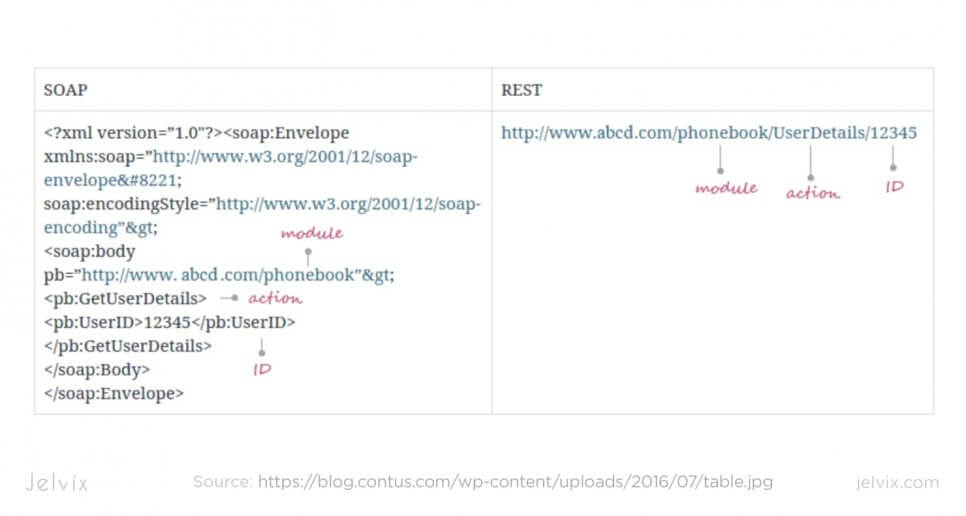 SOAP
REST
<?xml version=”1.0″?><soap:Envelope
xmlns:soap=”http://www.w3.org/2001/12/soap-
envelope&#8221;
soap:encodingStyle=”http://www.w3.org/2001/12/soap-
encoding”&gt;
module
<soap:body
pb=”http://www. abcd.com/phonebook”&gt;
<pb:GetUserDetails>
action
<pb:UserID>12345</pb:UserID>
</pb:GetUserDetails>
</soap:Body>
ID
</soap:Envelope>
http://www.abcd.com/phonebook/UserDetails/12345
module
action
ID
Jelvix
Source: https://blog.contus.com/wp-content/uploads/2016/07/table.jpg
jelvix.com